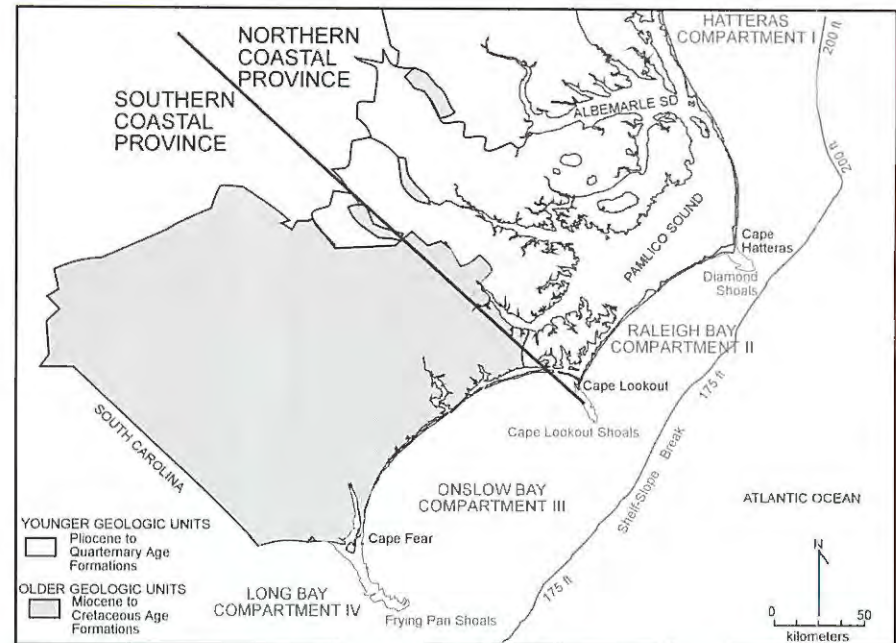 HATTERAS
COMPARTMENT I
200 ft
NORTHERN
COASTAL
PROVINCE
SOUTHERN
COASTAL
PROVINCE
ALBEMARLE SD
200 ft
PAMLICO SOUND
Cape
Hatteras
Diamond
Shoals
RALEIGH BAY
COMPARTMENT II
175 ft
Cape Lookout
Cape Lookout Shoals
SOUTH CAROLINA
Shelf-Slope Break
ONSLOW BAY
COMPARTMENT III
ATLANTIC OCEAN
YOUNGER GEOLOGIC UNITS
Pliocene to
Quarternary Age
Formations
Cape Fear
N
OLDER GEOLOGIC UNITS
Miocene to
Cretaceous Age
Formations
LONG BAY
COMPARTMENT IV
Frying Pan Shoals
175 ft
0 50
kilometers